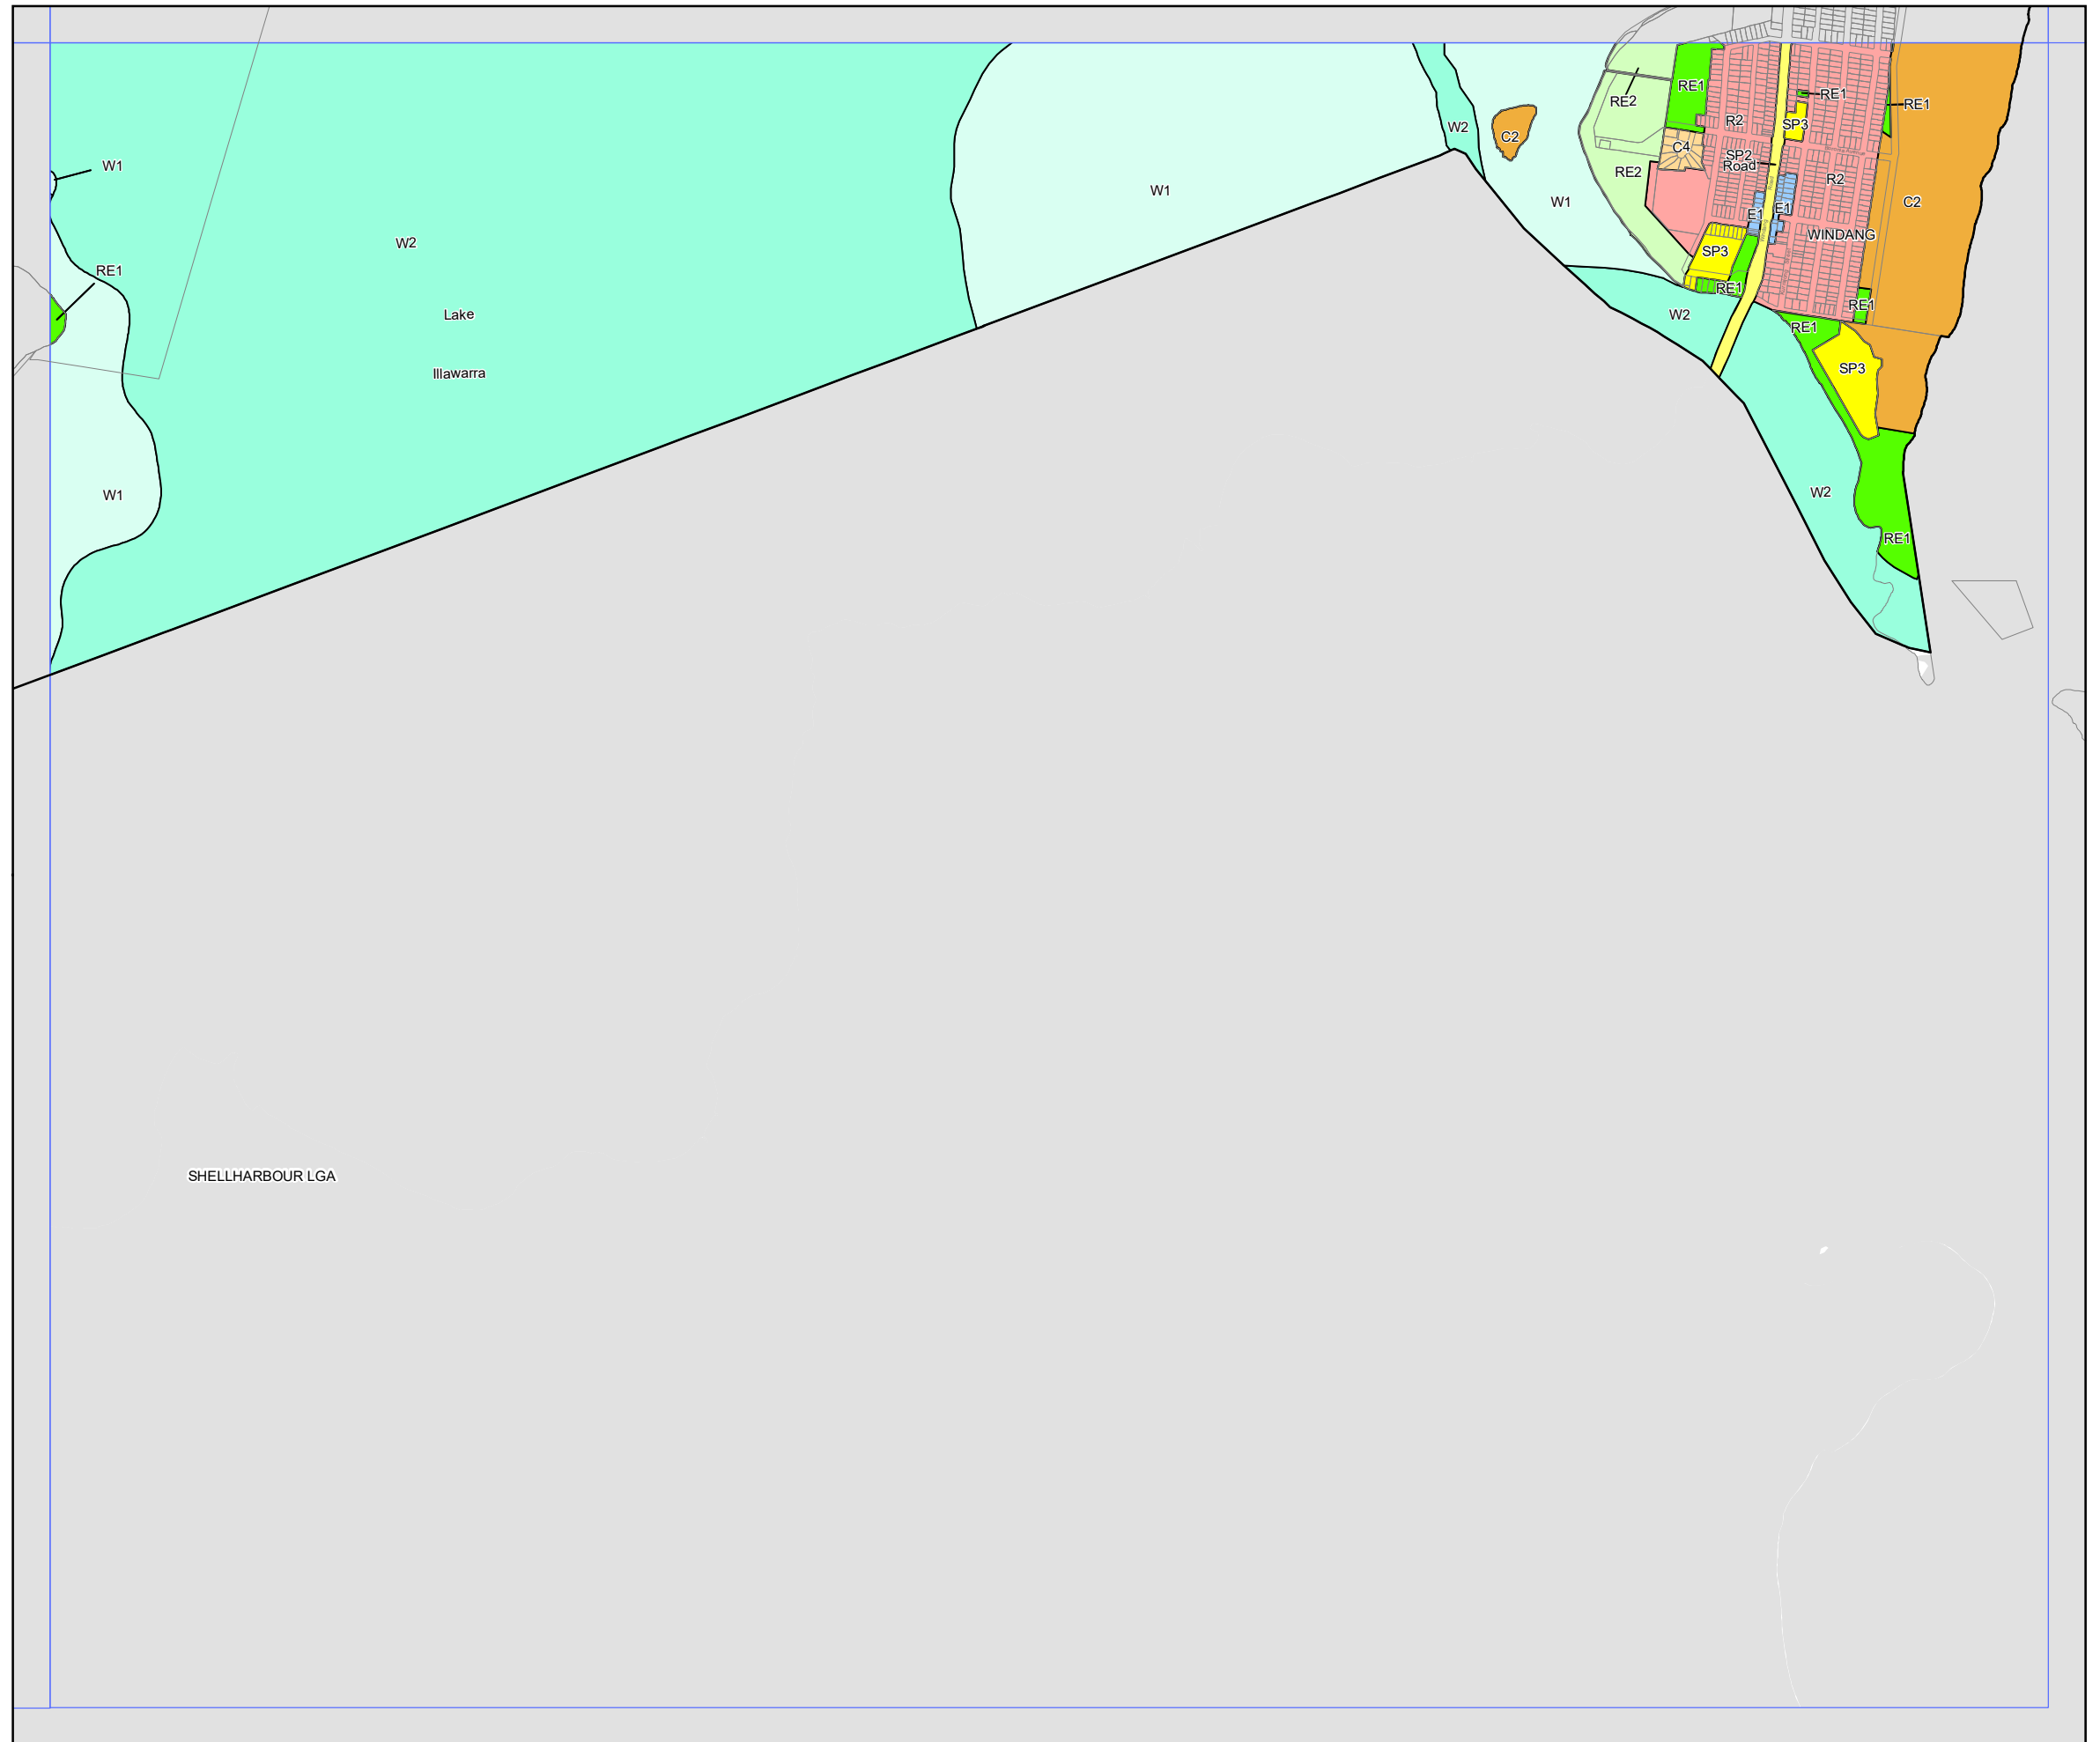 RE1
RE2
RE1
RE1
W1
R2
SP3
W2
C2
C4
SP2
Road
RE2
R2
W1
W1
C2
E1
E1
WINDANG
W2
SP3
RE1
RE1
RE1
Lake
W2
RE1
SP3
Illawarra
W1
W2
RE1
SHELLHARBOUR LGA